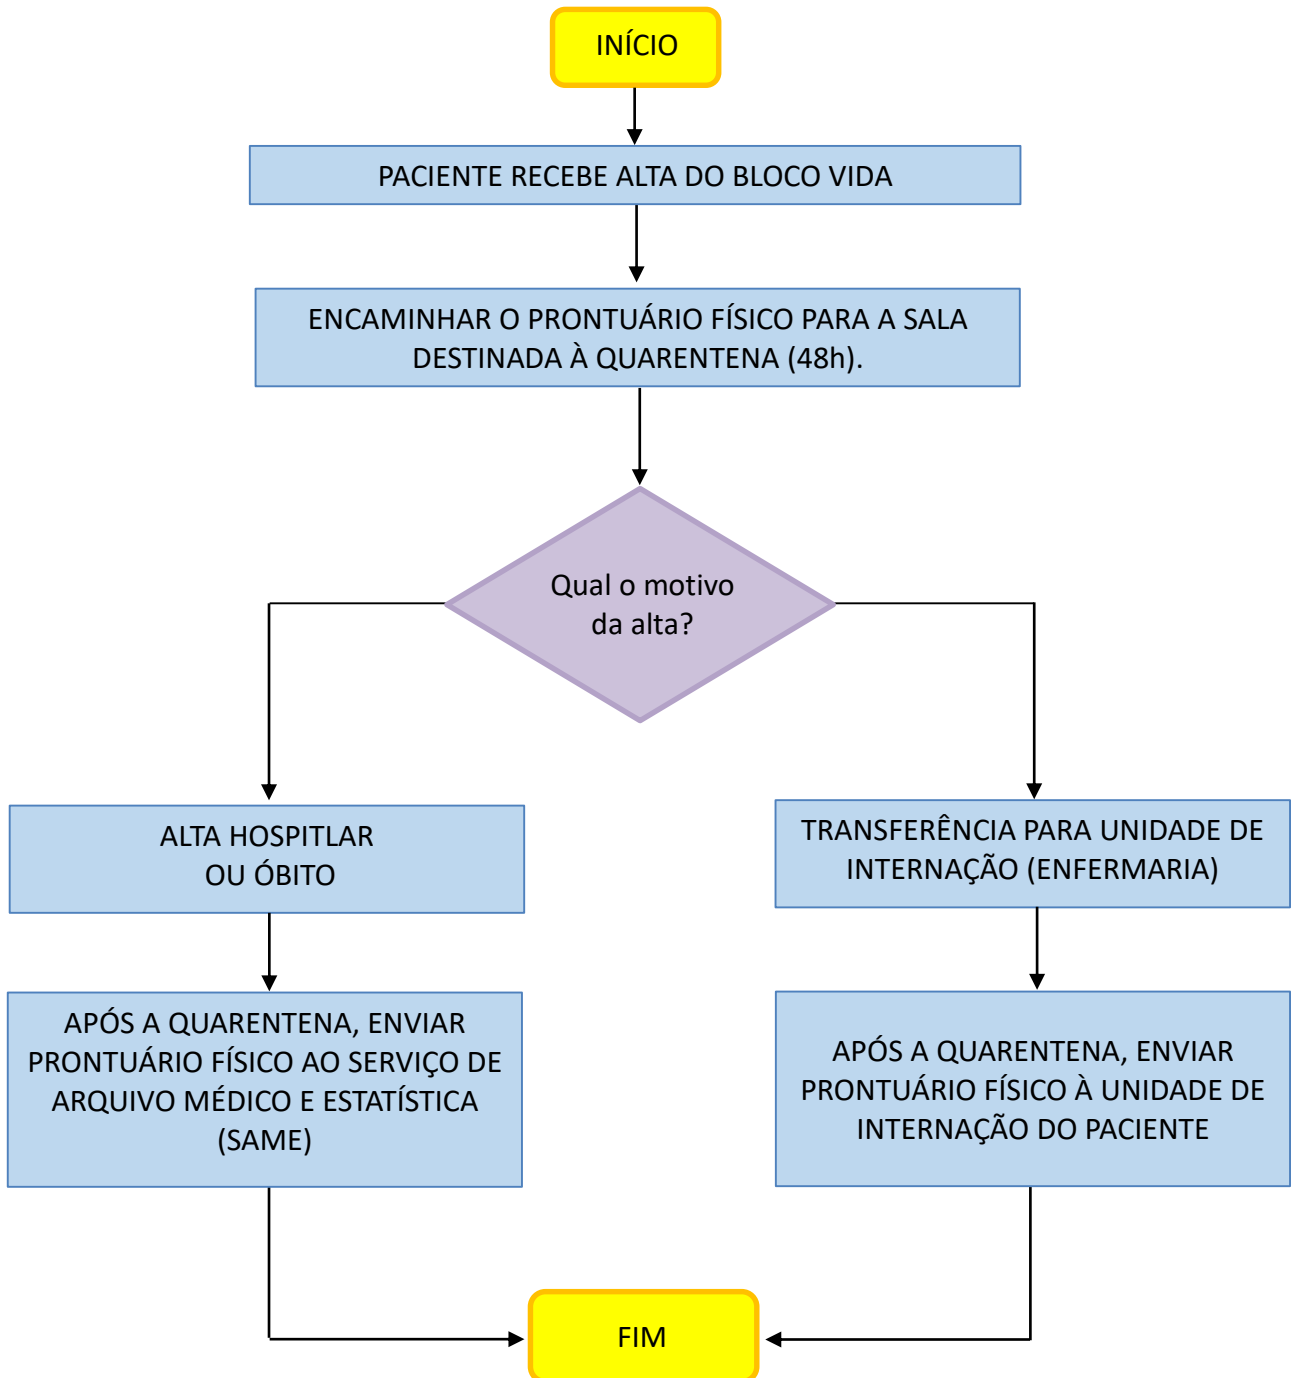 INÍCIO
PACIENTE RECEBE ALTA DO BLOCO VIDA
ENCAMINHAR O PRONTUÁRIO FÍSICO PARA A SALA
DESTINADA À QUARENTENA (48h).
Qual o motivo
da alta?
ALTA HOSPITLAR
OU ÓBITO
TRANSFERÊNCIA PARA UNIDADE DE
INTERNAÇÃO (ENFERMARIA)
APÓS A QUARENTENA, ENVIAR
PRONTUÁRIO FÍSICO AO SERVIÇO DE
ARQUIVO MÉDICO E ESTATÍSTICA
(SAME)
APÓS A QUARENTENA, ENVIAR
PRONTUÁRIO FÍSICO À UNIDADE DE
INTERNAÇÃO DO PACIENTE
FIM